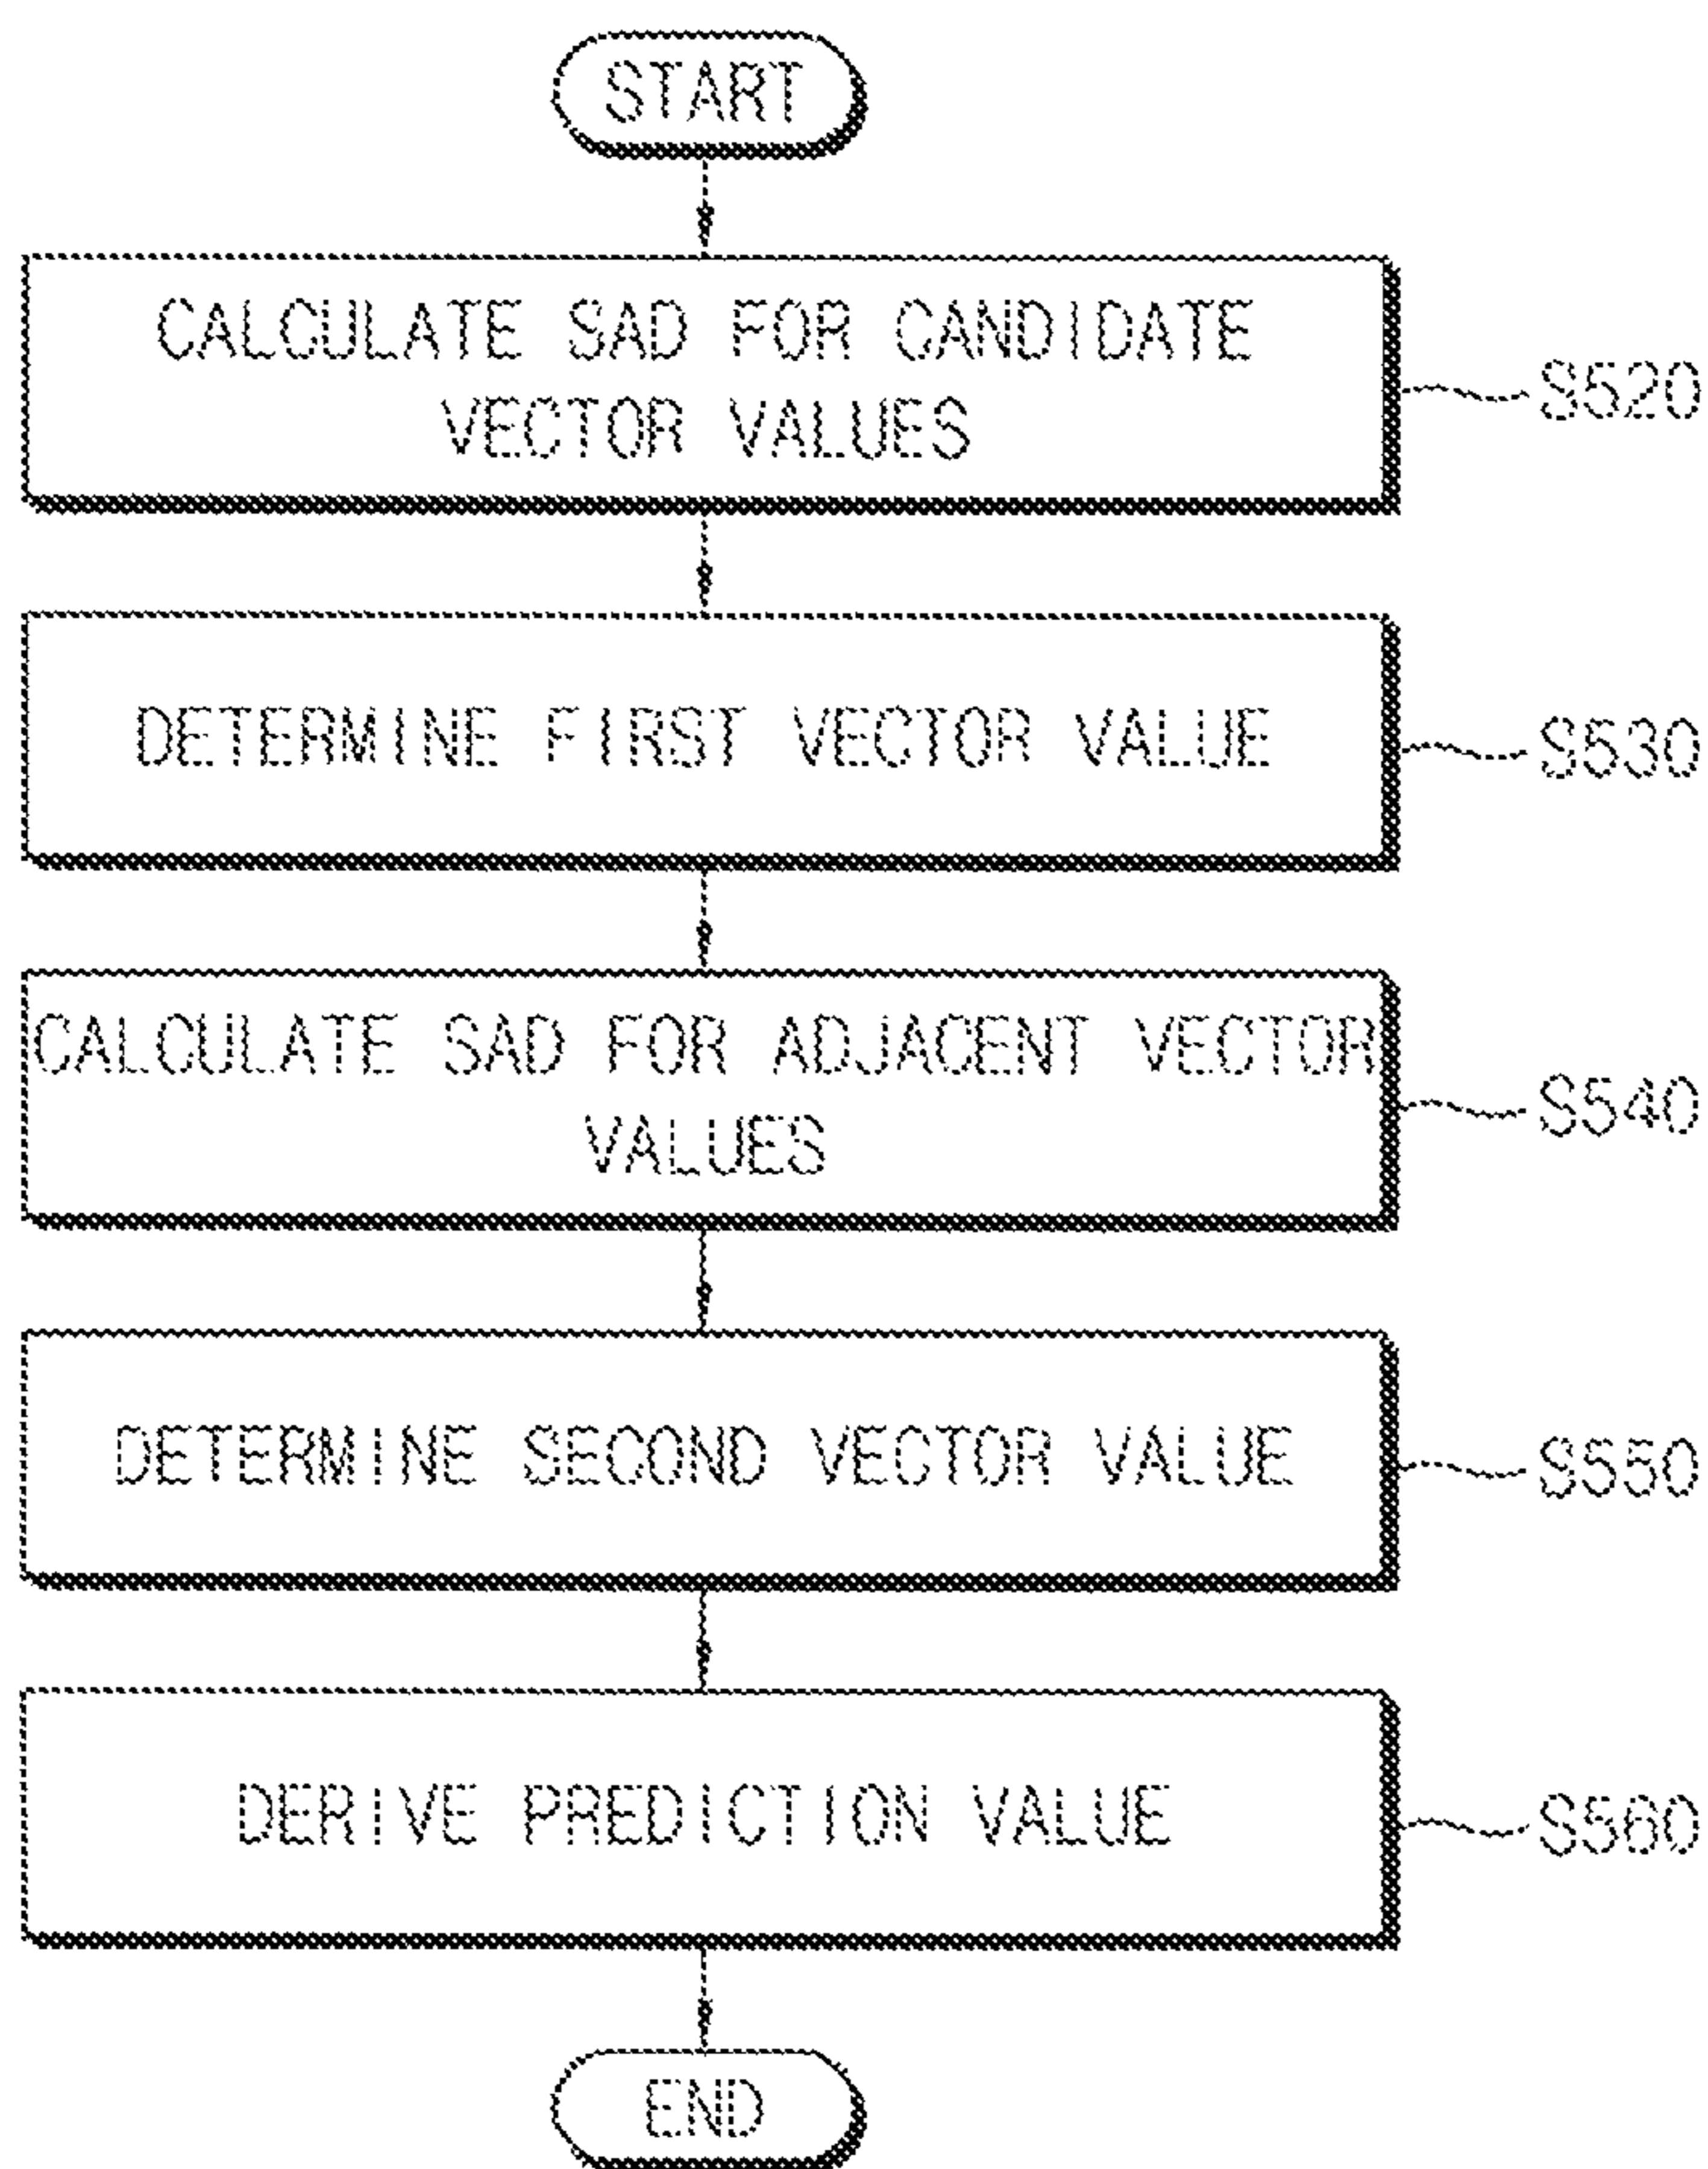 START
CALCULATE SAD FOR CANDIDATE
VECTOR VALUES
S520
DETERMINE FIRST VECTOR VALUE
S530
CALCULATE SAD FOR ADJACENT VECTOR
VALUES
S540
DETERMINE SECOND VECTOR VALUE
S550
DERIVE PREDICTION VALUE
S560
END